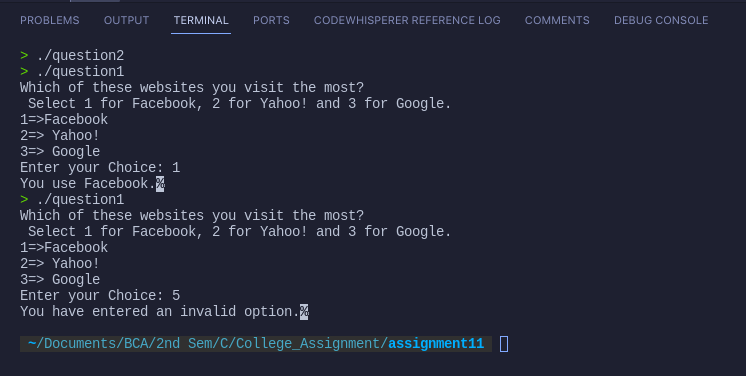 PROBLEMS OUTPUT TERMINAL PORTS CODEWHISPERER REFERENCE LOG COMMENTS DEBUG CONSOLE
> ./question2
> ./question1
Which of these websites you visit the most?
 Select 1 for Facebook, 2 for Yahoo! and 3 for Google.
1=>Facebook
2=> Yahoo!
3=> Google
Enter your Choice: 1
You use Facebook.%
> ./question1
Which of these websites you visit the most?
 Select 1 for Facebook, 2 for Yahoo! and 3 for Google.
1=>Facebook
2=> Yahoo!
3=> Google
Enter your Choice: 5
You have entered an invalid option.%
~/Documents/BCA/2nd Sem/C/College_Assignment/assignment11